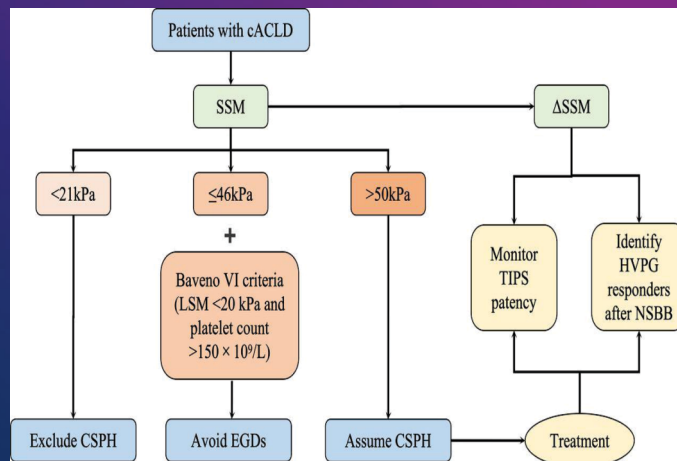 Patients with cACLD
SSM
ΔSSM
<21kPa
≤46kPa
>50kPa
+
Baveno VI criteria
(LSM <20 kPa and
platelet count
>150 × 10⁹/L)
Monitor
TIPS
patency
Identify
HVPG
responders
after NSBB
Exclude CSPH
Avoid EGDs
Assume CSPH
Treatment